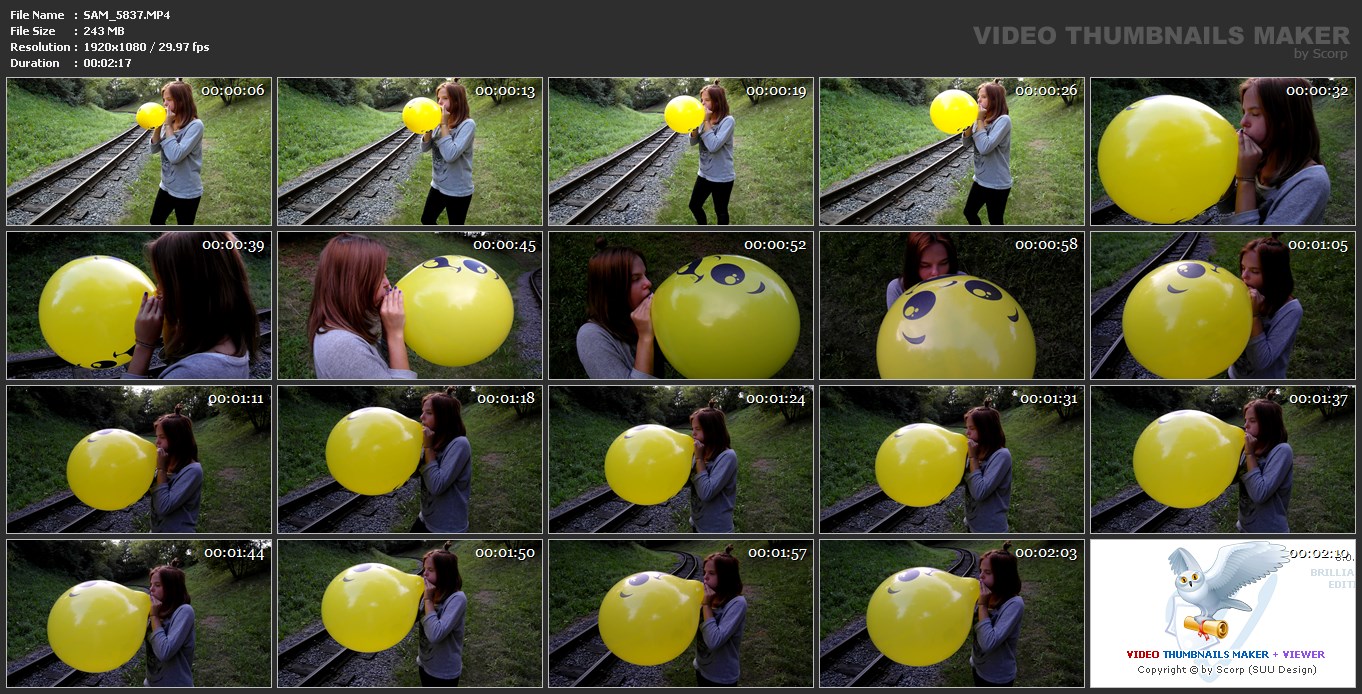 File Name : SAM_5837.MP4
File Size : 243 MB
Resolution : 1920x1080 / 29.97 fps
Duration : 00:02:17
VIDEO THUMBNAILS MAKER
by Scorp
00:00:06
00:00:13
00:00:19
00:00:26
00:00:32
00:00:39
00:00:45
00:00:52
00:00:58
00:01:05
00:01:11
00:01:18
00:01:24
00:01:31
00:01:37
00:01:44
00:01:50
00:01:57
00:02:03
00:02:10
BRILLIA
EDIT
VIDEO THUMBNAILS MAKER + VIEWER
Copyright © by Scorp (SUU Design)